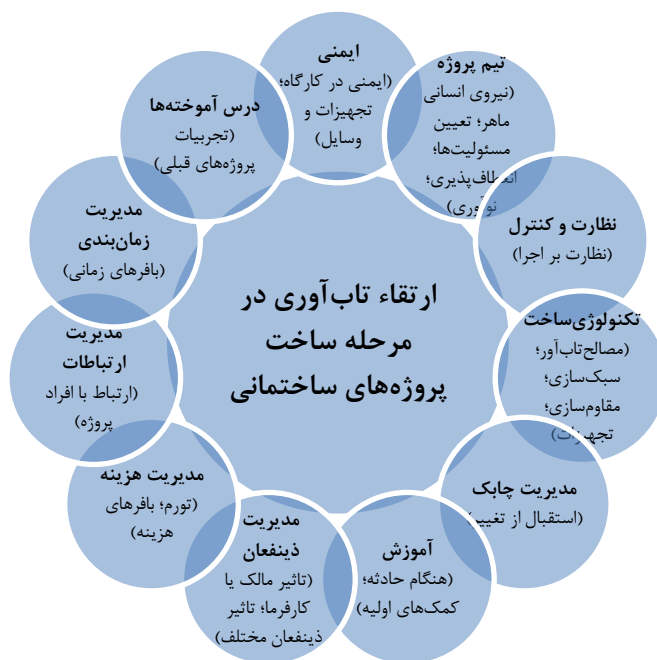 ارتقاء تاب‌آوری در
مرحله ساخت
پروژه‌های ساختمانی
ایمنی
(ایمنی در کارگاه؛
تجهیزات و
وسایل)
تیم پروژه
(نیروی انسانی
ماهر؛ تعیین
مسئولیت‌ها؛
انعطاف‌پذیری؛
نوآوری)
نظارت و کنترل
(نظارت بر اجرا)
تکنولوژی‌ساخت
(مصالح‌تاب‌آور؛
سبک‌سازی؛
مقاوم‌سازی؛
تجهیزات)
مدیریت چابک
(استقبال از تغییر)
آموزش
(هنگام حادثه؛
کمک‌های اولیه)
مدیریت
ذینفعان
(تاثیر مالک یا
کارفرما؛ تاثیر
ذینفعان مختلف)
مدیریت هزینه
(تورم؛ بافرهای
هزینه)
مدیریت
ارتباطات
(ارتباط با افراد
پروژه)
مدیریت
زمان‌بندی
(بافرهای زمانی)
درس آموخته‌ها
(تجربیات
پروژه‌های قبلی)